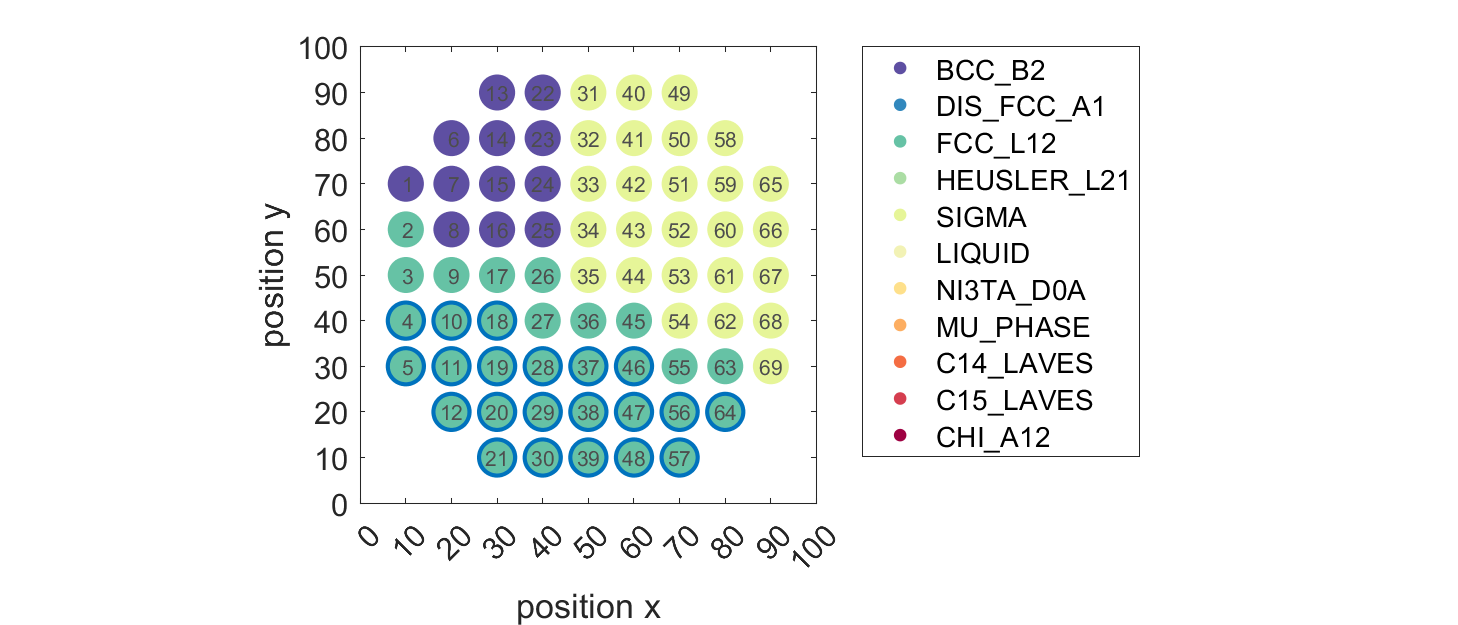 100
90
80
70
60
50
40
30
20
10
0
position y
13 22 31 40 49
6 14 23 32 41 50 58
1 7 15 24 33 42 51 59 65
2 8 16 25 34 43 52 60 66
3 9 17 26 35 44 53 61 67
4 10 18 27 36 45 54 62 68
5 11 19 28 37 46 55 63 69
12 20 29 38 47 56 64
21 30 39 48 57
0 10 20 30 40 50 60 70 80 90 100
position x
BCC_B2
DIS_FCC_A1
FCC_L12
HEUSLER_L21
SIGMA
LIQUID
NI3TA_D0A
MU_PHASE
C14_LAVES
C15_LAVES
CHI_A12